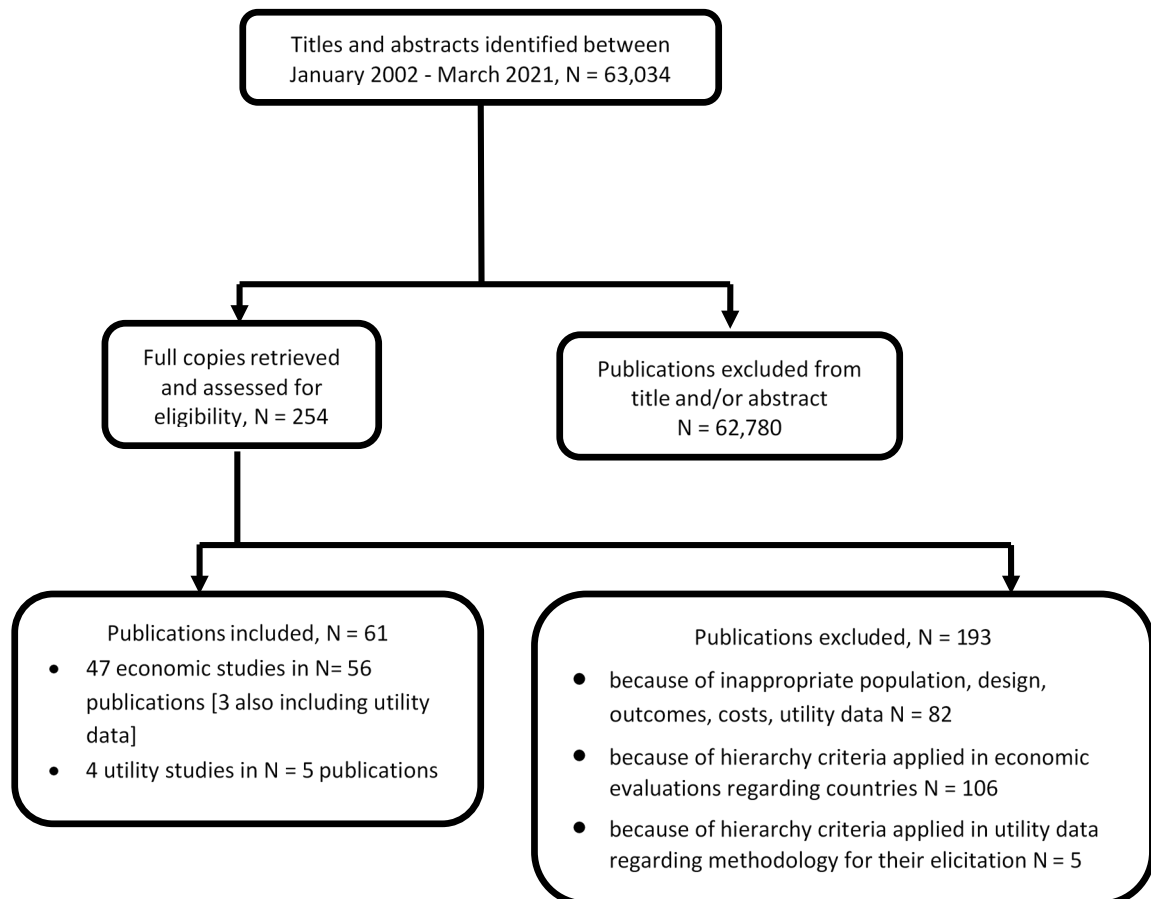 Titles and abstracts identified between
January 2002 - March 2021, N = 63,034
Full copies retrieved
and assessed for
eligibility, N = 254
Publications excluded from
title and/or abstract
N = 62,780
Publications included, N = 61
• 47 economic studies in N= 56
publications [3 also including utility
data]
• 4 utility studies in N = 5 publications
Publications excluded, N = 193
• because of inappropriate population, design,
outcomes, costs, utility data N = 82
• because of hierarchy criteria applied in economic
evaluations regarding countries N = 106
• because of hierarchy criteria applied in utility data
regarding methodology for their elicitation N = 5